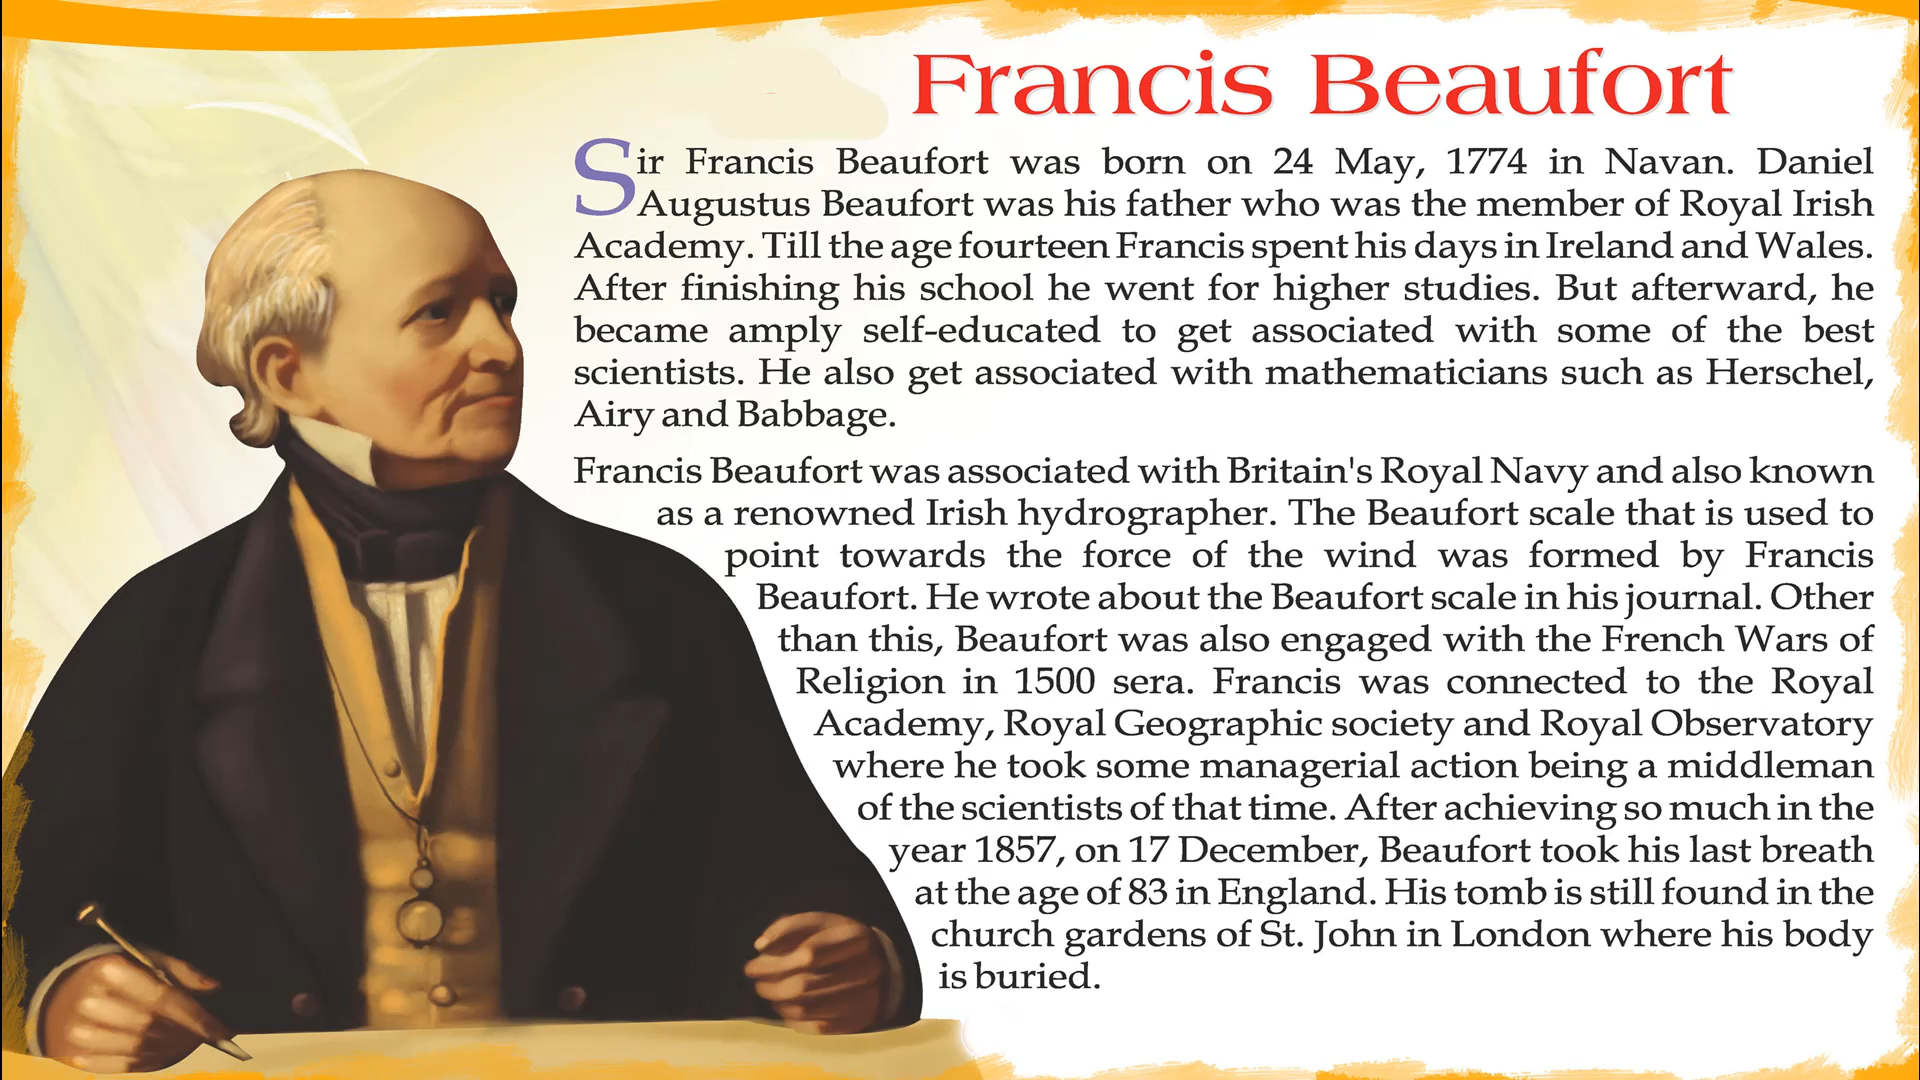 Francis Beaufort
Sir Francis Beaufort was born on 24 May, 1774 in Navan. Daniel
Augustus Beaufort was his father who was the member of Royal Irish
Academy. Till the age fourteen Francis spent his days in Ireland and Wales.
After finishing his school he went for higher studies. But afterward, he
became amply self-educated to get associated with some of the best
scientists. He also get associated with mathematicians such as Herschel,
Airy and Babbage.
Francis Beaufort was associated with Britain's Royal Navy and also known
as a renowned Irish hydrographer. The Beaufort scale that is used to
point towards the force of the wind was formed by Francis
Beaufort. He wrote about the Beaufort scale in his journal. Other
than this, Beaufort was also engaged with the French Wars of
Religion in 1500 sera. Francis was connected to the Royal
Academy, Royal Geographic society and Royal Observatory
where he took some managerial action being a middleman
of the scientists of that time. After achieving so much in the
year 1857, on 17 December, Beaufort took his last breath
at the age of 83 in England. His tomb is still found in the
church gardens of St. John in London where his body
is buried.